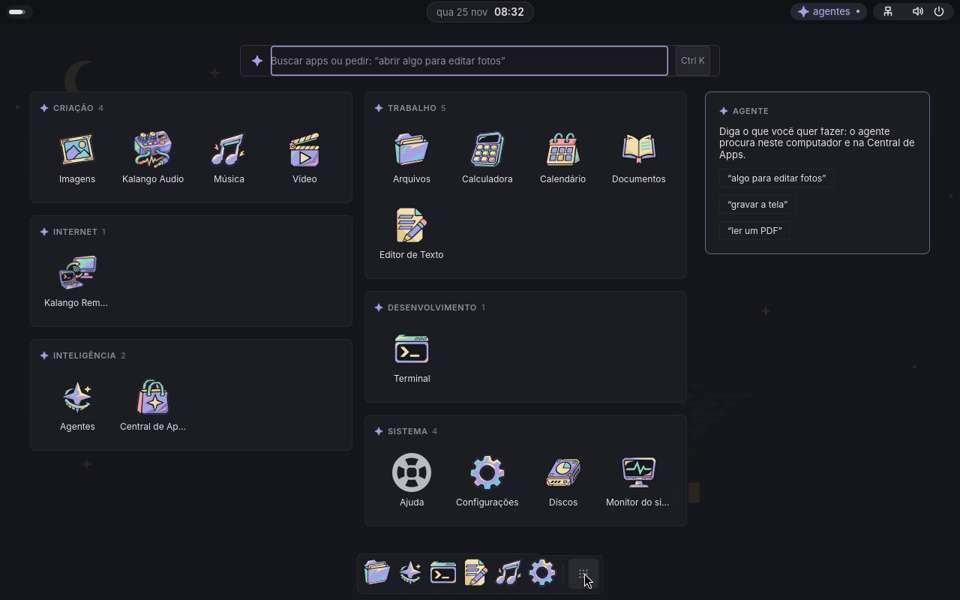 qua 25 nov 08:32
agentes
Buscar apps ou pedir: "abrir algo para editar fotos"
Ctrl K
CRIAÇÃO 4
Imagens
Kalango Audio
Música
Vídeo
INTERNET 1
Kalango Rem...
INTELIGÊNCIA 2
Agentes
Central de Ap...
TRABALHO 5
Arquivos
Calculadora
Calendário
Documentos
Editor de Texto
DESENVOLVIMENTO 1
Terminal
SISTEMA 4
Ajuda
Configurações
Discos
Monitor do si...
AGENTE
Diga o que você quer fazer: o agente
procura neste computador e na Central de
Apps.
"algo para editar fotos"
"gravar a tela"
"ler um PDF"